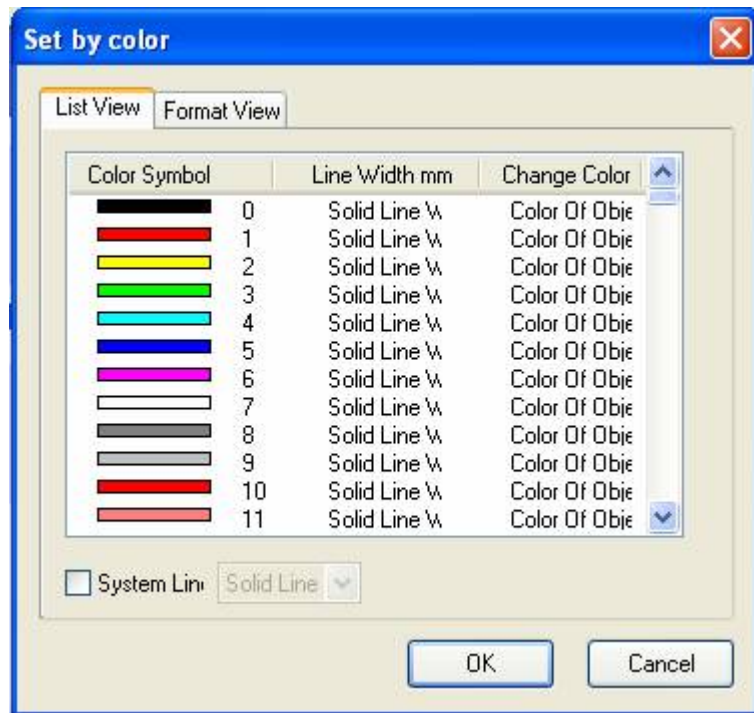 Set by color
List View Format View
Color Symbol Line Width mm Change Color
0 Solid Line W Color Of Obje
1 Solid Line W Color Of Obje
2 Solid Line W Color Of Obje
3 Solid Line W Color Of Obje
4 Solid Line W Color Of Obje
5 Solid Line W Color Of Obje
6 Solid Line W Color Of Obje
7 Solid Line W Color Of Obje
8 Solid Line W Color Of Obje
9 Solid Line W Color Of Obje
10 Solid Line W Color Of Obje
11 Solid Line W Color Of Obje
System Line Solid Line
OK Cancel